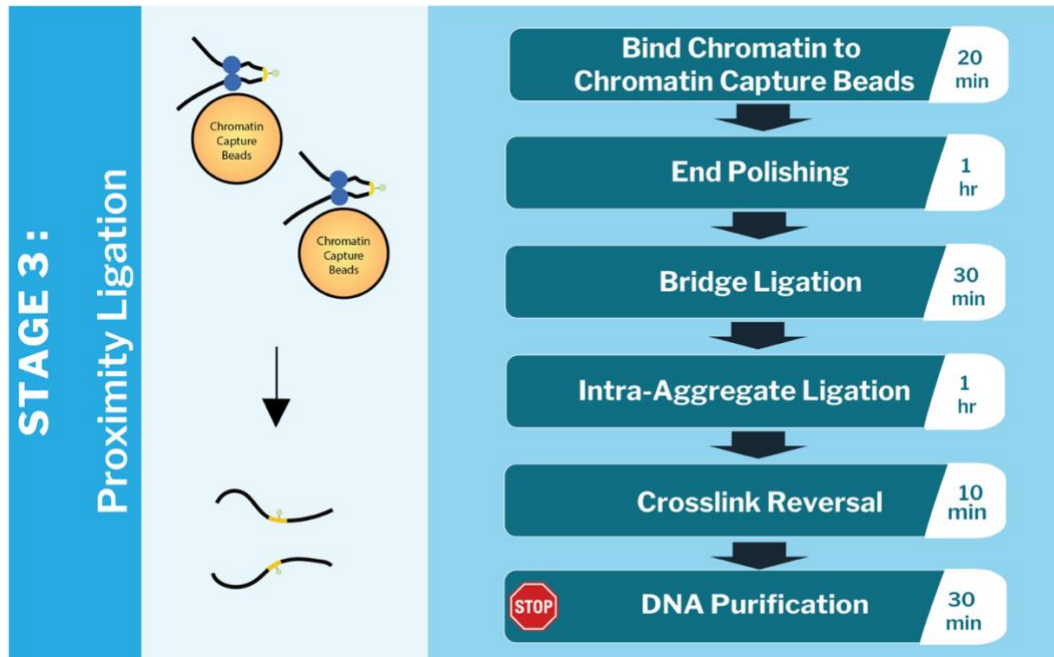 STAGE 3:
Proximity Ligation
Chromatin
Capture
Beads
Chromatin
Capture
Beads
Bind Chromatin to
Chromatin Capture Beads
20
min
End Polishing
1
hr
Bridge Ligation
30
min
Intra-Aggregate Ligation
1
hr
Crosslink Reversal
10
min
STOP
DNA Purification
30
min